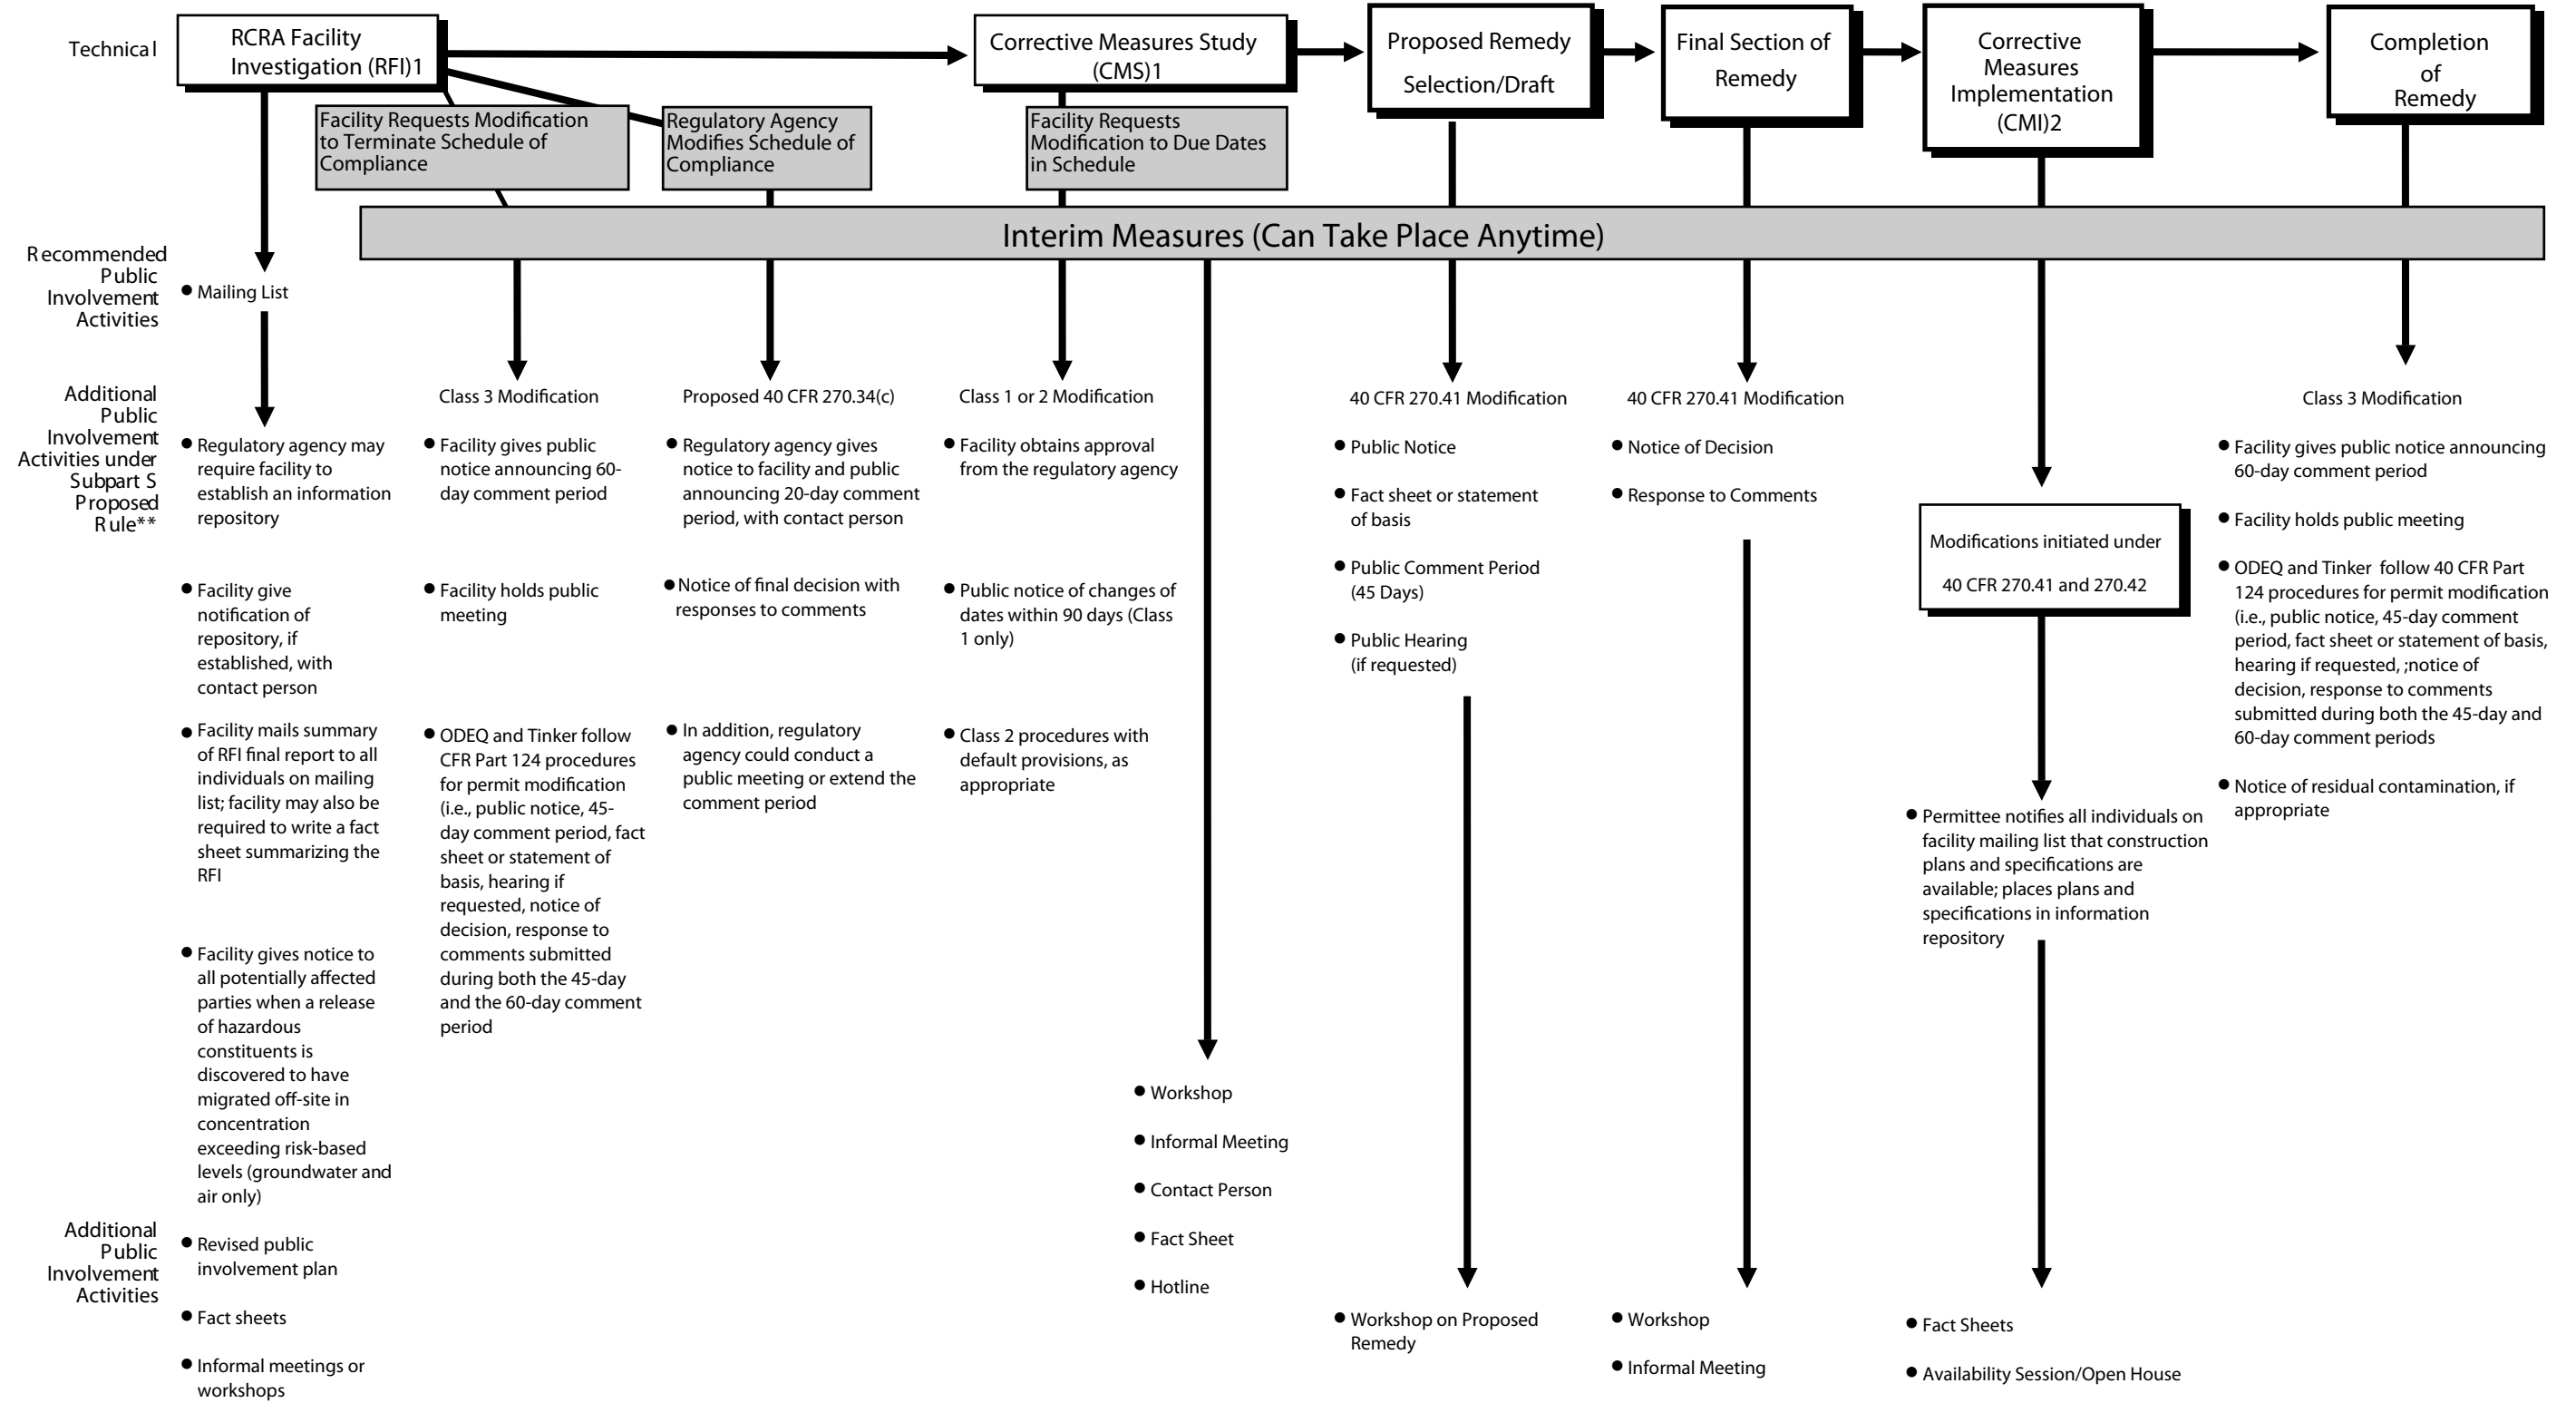 Technical
RCRA Facility
Investigation (RFI)1
Corrective Measures Study
(CMS)1
Proposed Remedy
Selection/Draft
Final Section of
Remedy
Corrective
Measures
Implementation
(CMI)2
Completion
of
Remedy
Facility Requests Modification
to Terminate Schedule of
Compliance
Regulatory Agency
Modifies Schedule of
Compliance
Facility Requests
Modification to Due Dates
in Schedule
Interim Measures (Can Take Place Anytime)
Recommended
Public
Involvement
Activities
● Mailing List
Additional
Public
Involvement
Activities under
Subpart S
Proposed
Rule**
● Regulatory agency may
require facility to
establish an information
repository
● Facility give
notification of
repository, if
established, with
contact person
● Facility mails summary
of RFI final report to all
individuals on mailing
list; facility may also be
required to write a fact
sheet summarizing the
RFI
● Facility gives notice to
all potentially affected
parties when a release
of hazardous
constituents is
discovered to have
migrated off-site in
concentration
exceeding risk-based
levels (groundwater and
air only)
Class 3 Modification
● Facility gives public
notice announcing 60-
day comment period
● Facility holds public
meeting
● ODEQ and Tinker follow
CFR Part 124 procedures
for permit modification
(i.e., public notice, 45-
day comment period, fact
sheet or statement of
basis, hearing if
requested, notice of
decision, response to
comments submitted
during both the 45-day
and the 60-day comment
period
Proposed 40 CFR 270.34(c)
● Regulatory agency gives
notice to facility and public
announcing 20-day comment
period, with contact person
● Notice of final decision with
responses to comments
● In addition, regulatory
agency could conduct a
public meeting or extend the
comment period
Class 1 or 2 Modification
● Facility obtains approval
from the regulatory agency
● Public notice of changes of
dates within 90 days (Class
1 only)
● Class 2 procedures with
default provisions, as
appropriate
● Workshop
● Informal Meeting
● Contact Person
● Fact Sheet
● Hotline
40 CFR 270.41 Modification
● Public Notice
● Fact sheet or statement
of basis
● Public Comment Period
(45 Days)
● Public Hearing
(if requested)
40 CFR 270.41 Modification
● Notice of Decision
● Response to Comments
Modifications initiated under
40 CFR 270.41 and 270.42
● Permittee notifies all individuals on
facility mailing list that construction
plans and specifications are
available; places plans and
specifications in information
repository
Class 3 Modification
● Facility gives public notice announcing
60-day comment period
● Facility holds public meeting
● ODEQ and Tinker follow 40 CFR Part
124 procedures for permit modification
(i.e., public notice, 45-day comment
period, fact sheet or statement of basis,
hearing if requested, ;notice of
decision, response to comments
submitted during both the 45-day and
60-day comment periods
● Notice of residual contamination, if
appropriate
Additional
Public
Involvement
Activities
● Revised public
involvement plan
● Fact sheets
● Informal meetings or
workshops
● Workshop on Proposed
Remedy
● Workshop
● Informal Meeting
● Fact Sheets
● Availability Session/Open House